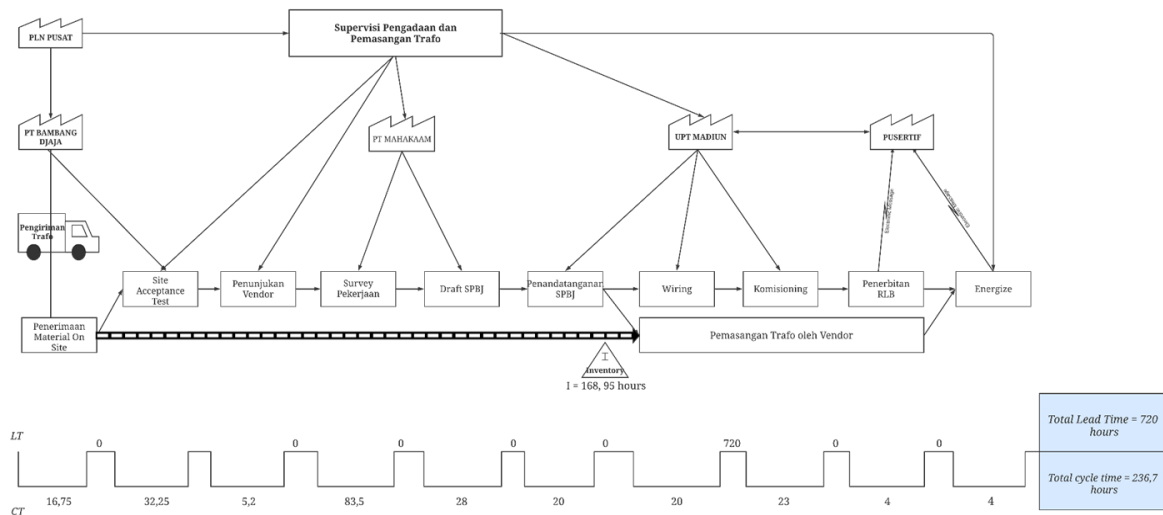 PLN PUSAT
Supervisi Pengadaan dan
Pemasangan Trafo
PT BAMBANG
DJAJA
PT MAHAKAAM
UPT MADIUN
PUSERTIF
Pengiriman
Trafo
Electronic Message
Electronic Message
Site
Acceptance
Test
Penunjukan
Vendor
Survey
Pekerjaan
Draft SPBJ
Penandatanganan
SPBJ
Wiring
Komisioning
Penerbitan
RLB
Energize
Penerimaan
Material On
Site
Pemasangan Trafo oleh Vendor
I
Inventory
I = 168, 95 hours
LT
0
0
0
0
0
720
0
0
16,75
32,25
5,2
83,5
28
20
20
23
4
4
CT
Total Lead Time = 720
hours
Total cycle time = 236,7
hours